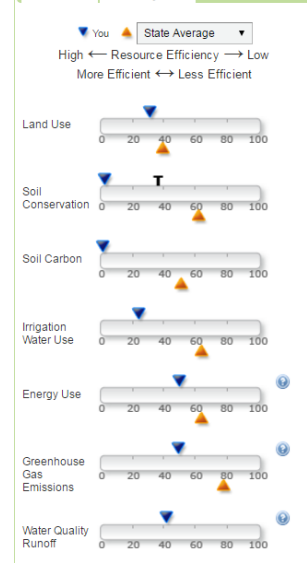 You State Average
High ← Resource Efficiency → Low
More Efficient ↔ Less Efficient
Land Use
0 20 40 60 80 100
T
Soil
Conservation
0 20 40 60 80 100
Soil Carbon
0 20 40 60 80 100
Irrigation
Water Use
0 20 40 60 80 100
Energy Use
?
0 20 40 60 80 100
Greenhouse
Gas
Emissions
?
0 20 40 60 80 100
Water Quality
Runoff
?
0 20 40 60 80 100